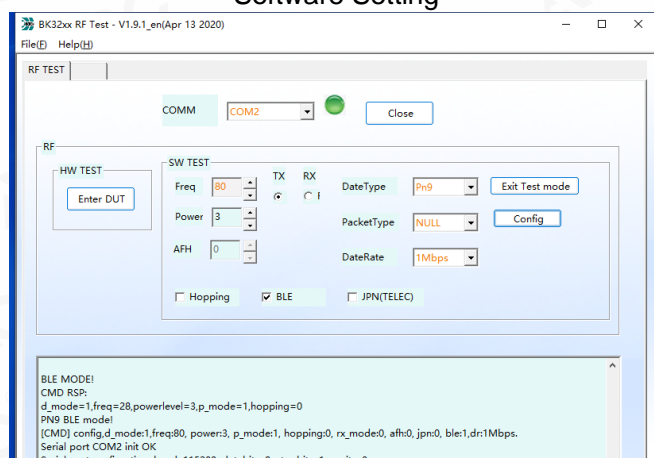 Software Setting
BK32xx RF Test - V1.9.1_en(Apr 13 2020)
File(F) Help(H)
RF TEST
COMM COM2 Close
RF
HW TEST
Enter DUT
SW TEST
TX RX
Freq 80 DateType Pn9 Exit Test mode
Power 3 PacketType NULL Config
AFH 0 DateRate 1Mbps
Hopping BLE JPN(TELEC)
BLE MODE!
CMD RSP:
d_mode=1,freq=28,powerlevel=3,p_mode=1,hopping=0
PN9 BLE mode!
[CMD] config,d_mode:1,freq:80, power:3, p_mode:1, hopping:0, rx_mode:0, afh:0, jpn:0, ble:1,dr:1Mbps.
Serial port COM2 init OK